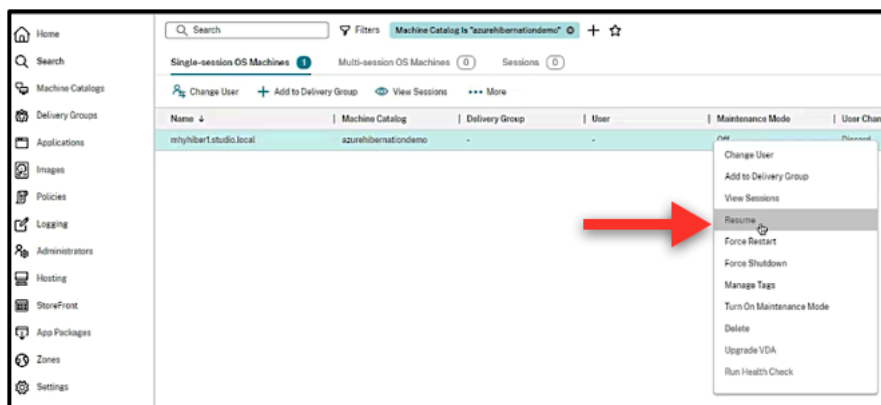 Home
Search
Machine Catalogs
Delivery Groups
Applications
Images
Policies
Logging
Administrators
Hosting
StoreFront
App Packages
Zones
Settings
Search Filters Machine Catalog Is "azurehibernationdemo"
Single-session OS Machines 1 Multi-session OS Machines 0 Sessions 0
Change User Add to Delivery Group View Sessions ••• More
Name ↓ Machine Catalog Delivery Group User Maintenance Mode User Chan
mhyhiber1.studio.local azurehibernationdemo - - Off Discard
Change User
Add to Delivery Group
View Sessions
Resume
Force Restart
Force Shutdown
Manage Tags
Turn On Maintenance Mode
Delete
Upgrade VDA
Run Health Check